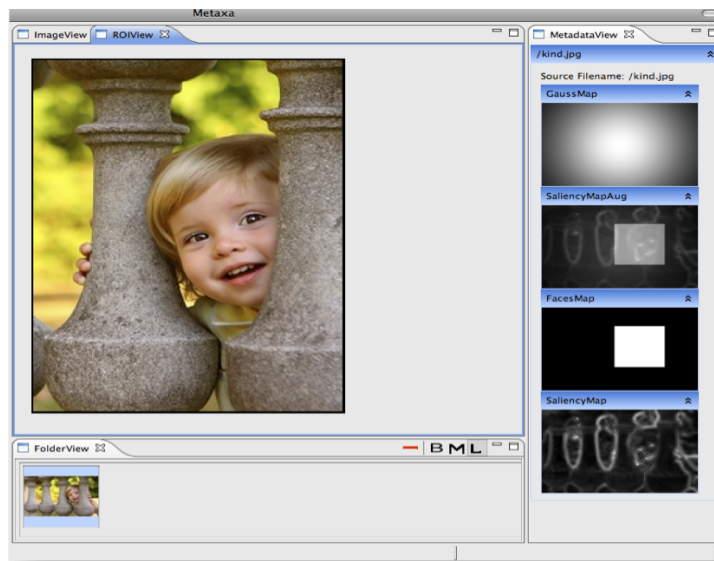 Metaxa
ImageView ROIView
MetadataView
/kind.jpg
Source Filename: /kind.jpg
GaussMap
SaliencyMapAug
FacesMap
SaliencyMap
FolderView B M L